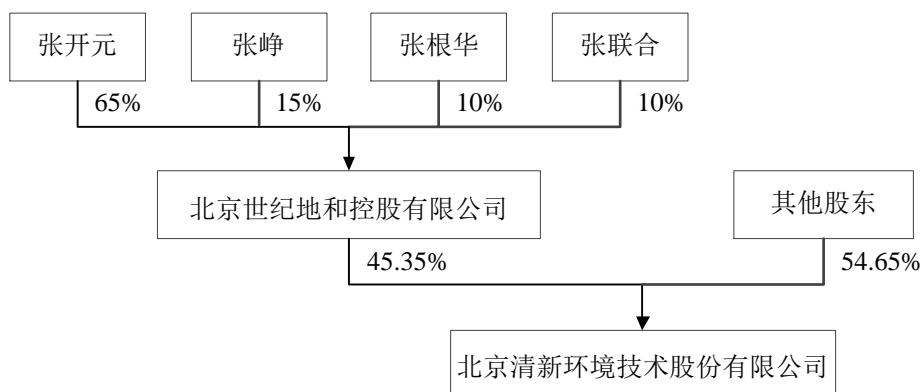 张开元
张峥
张根华
张联合
65%
15%
10%
10%
北京世纪地和控股有限公司
其他股东
45.35%
54.65%
北京清新环境技术股份有限公司